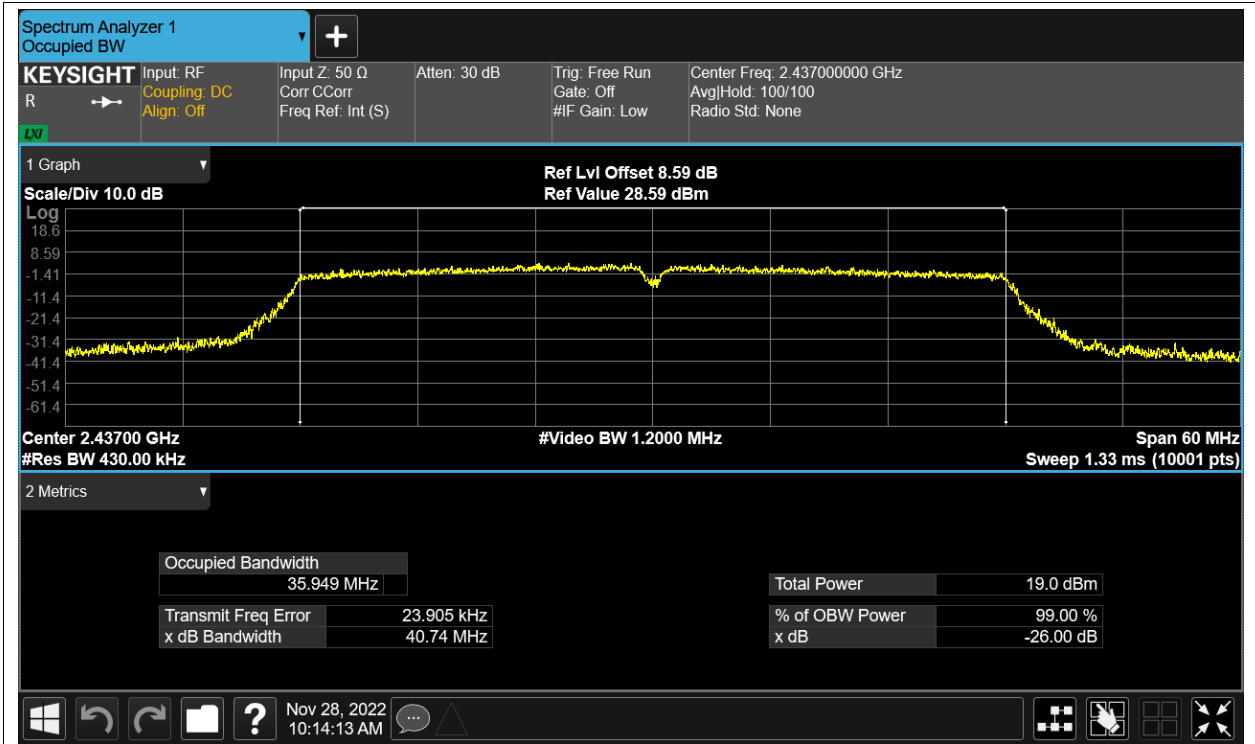 Spectrum Analyzer 1
Occupied BW
▼
+
KEYSIGHT
R
LXI
Input: RF
Coupling: DC
Align: Off
Input Z: 50 Ω
Corr CCorr
Freq Ref: Int (S)
Atten: 30 dB
Trig: Free Run
Gate: Off
#IF Gain: Low
Center Freq: 2.437000000 GHz
Avg|Hold: 100/100
Radio Std: None
1 Graph ▼
Scale/Div 10.0 dB
Ref Lvl Offset 8.59 dB
Ref Value 28.59 dBm
Log
18.6
8.59
-1.41
-11.4
-21.4
-31.4
-41.4
-51.4
-61.4
Center 2.43700 GHz
#Res BW 430.00 kHz
#Video BW 1.2000 MHz
Span 60 MHz
Sweep 1.33 ms (10001 pts)
2 Metrics ▼
Occupied Bandwidth
35.949 MHz
Transmit Freq Error 23.905 kHz
x dB Bandwidth 40.74 MHz
Total Power 19.0 dBm
% of OBW Power 99.00 %
x dB -26.00 dB
?
Nov 28, 2022
10:14:13 AM